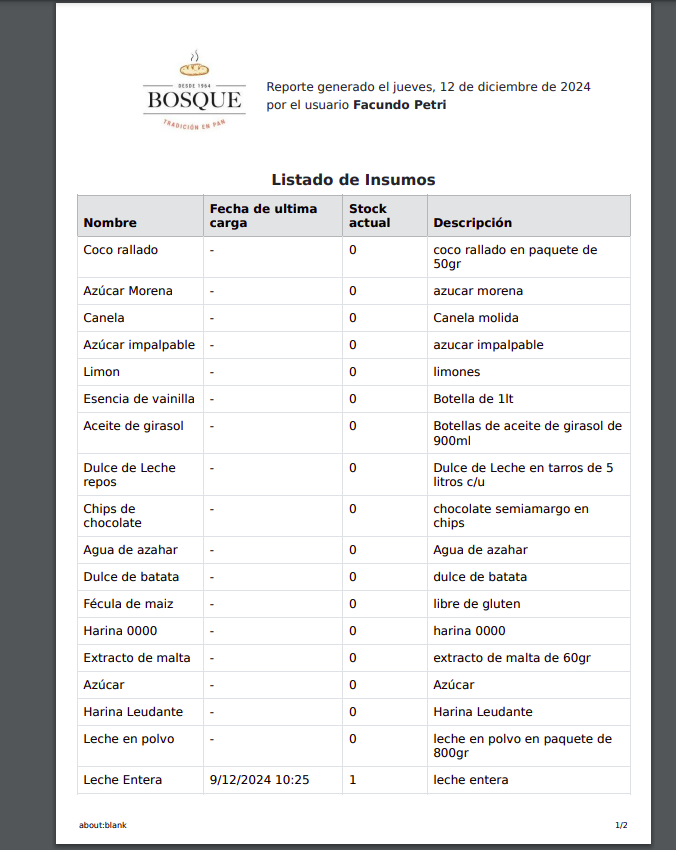 DESDE 1964
BOSQUE
TRADICIÓN EN PAN
Reporte generado el jueves, 12 de diciembre de 2024
por el usuario Facundo Petri
Listado de Insumos
Nombre Fecha de ultima carga Stock actual Descripción
Coco rallado - 0 coco rallado en paquete de
50gr
Azúcar Morena - 0 azucar morena
Canela - 0 Canela molida
Azúcar impalpable - 0 azucar impalpable
Limon - 0 limones
Esencia de vainilla - 0 Botella de 1lt
Aceite de girasol - 0 Botellas de aceite de girasol de
900ml
Dulce de Leche - 0 Dulce de Leche en tarros de 5
repos litros c/u
Chips de - 0 chocolate semiamargo en
chocolate chips
Agua de azahar - 0 Agua de azahar
Dulce de batata - 0 dulce de batata
Fécula de maiz - 0 libre de gluten
Harina 0000 - 0 harina 0000
Extracto de malta - 0 extracto de malta de 60gr
Azúcar - 0 Azúcar
Harina Leudante - 0 Harina Leudante
Leche en polvo - 0 leche en polvo en paquete de
800gr
Leche Entera 9/12/2024 10:25 1 leche entera
about:blank 1/2